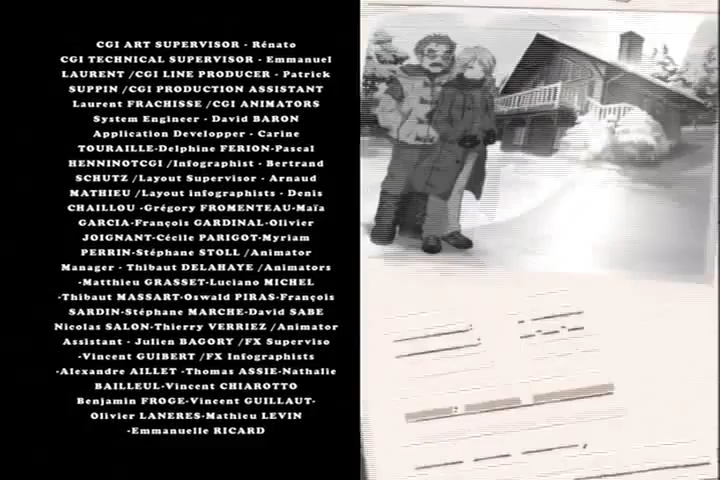 CGI ART SUPERVISOR - Rénato
CGI TECHNICAL SUPERVISOR - Emmanuel
LAURENT /CGI LINE PRODUCER - Patrick
SUPPIN /CGI PRODUCTION ASSISTANT
Laurent FRACHISSE /CGI ANIMATORS
System Engineer - David BARON
Application Developper - Carine
TOURAILLE-Delphine FERION-Pascal
HENNINOTCGI /Infographist - Bertrand
SCHUTZ /Layout Supervisor - Arnaud
MATHIEU /Layout infographists - Denis
CHAILLOU -Grégory FROMENTEAU-Maïa
GARCIA-François GARDINAL-Olivier
JOIGNANT-Cécile PARIGOT-Myriam
PERRIN-Stéphane STOLL /Animator
Manager - Thibaut DELAHAYE /Animators
-Matthieu GRASSET-Luciano MICHEL
-Thibaut MASSART-Oswald PIRAS-François
SARDIN-Stéphane MARCHE-David SABE
Nicolas SALON-Thierry VERRIEZ /Animator
Assistant - Julien BAGORY /FX Superviso
-Vincent GUIBERT /FX Infographists
-Alexandre AILLET -Thomas ASSIE-Nathalie
BAILLEUL-Vincent CHIAROTTO
Benjamin FROGE-Vincent GUILLAUT-
Olivier LANERES-Mathieu LEVIN
-Emmanuelle RICARD